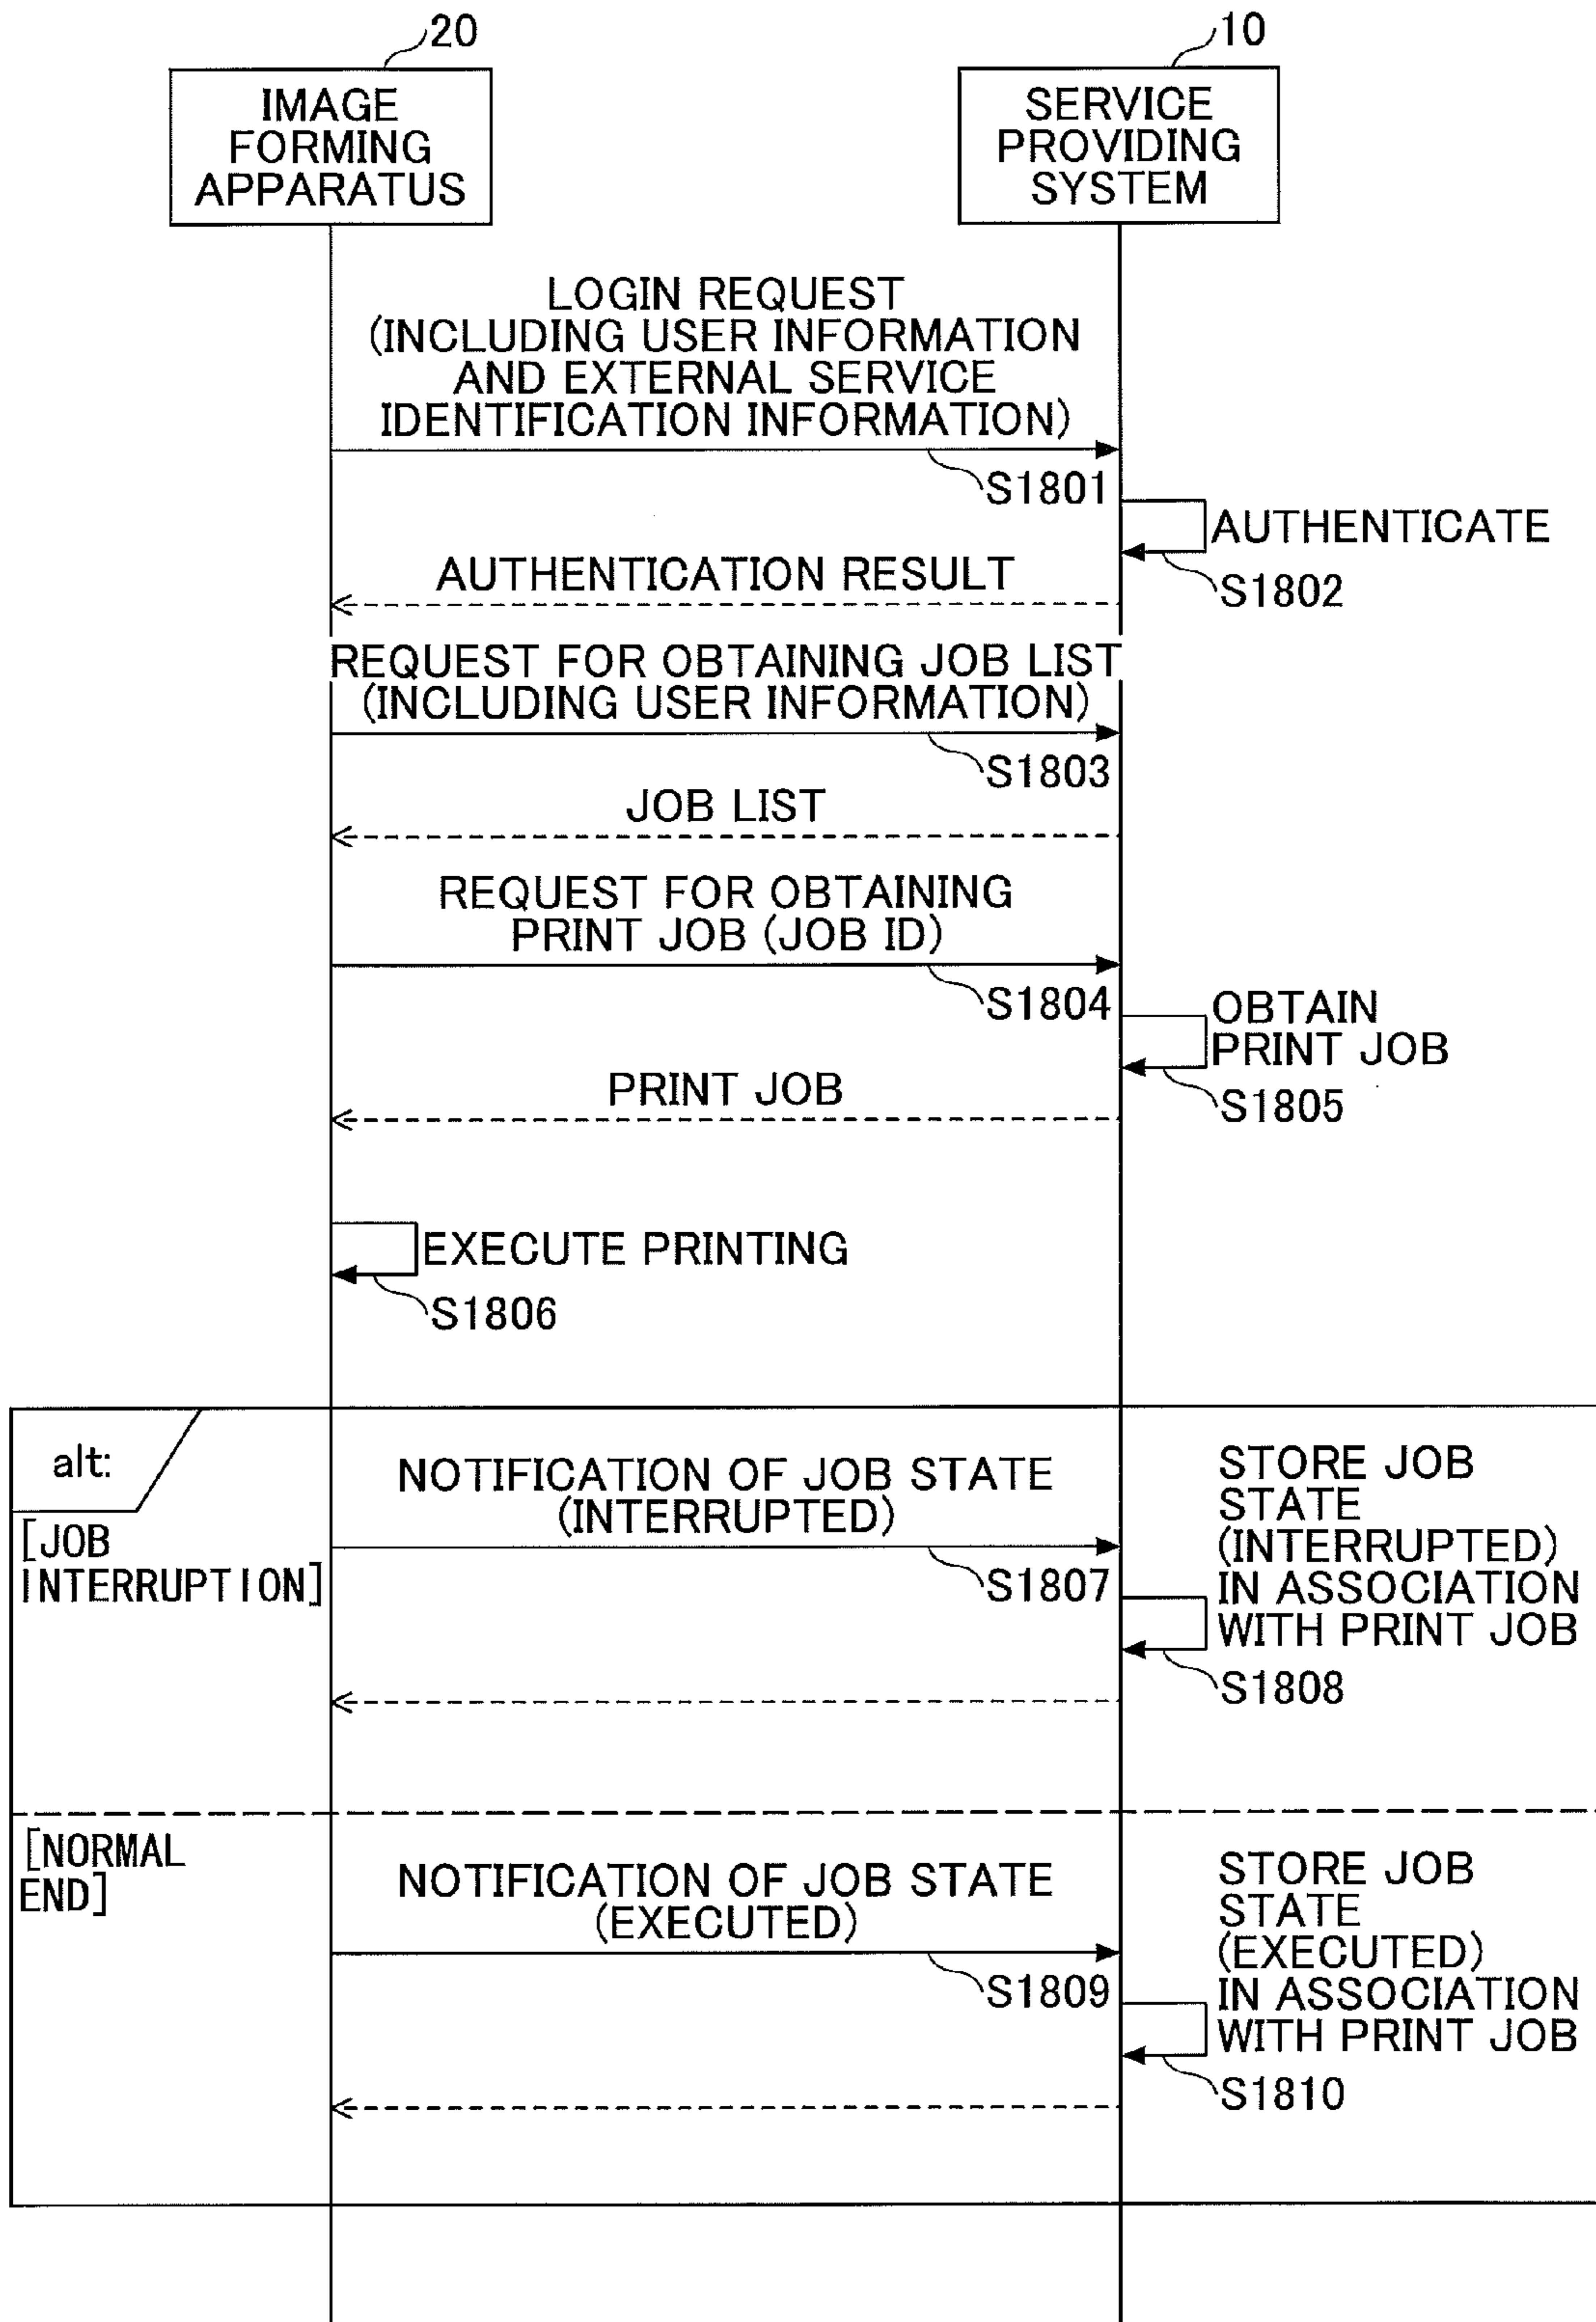 20
10
IMAGE
FORMING
APPARATUS
SERVICE
PROVIDING
SYSTEM
LOGIN REQUEST
(INCLUDING USER INFORMATION
AND EXTERNAL SERVICE
IDENTIFICATION INFORMATION)
S1801
AUTHENTICATE
S1802
AUTHENTICATION RESULT
REQUEST FOR OBTAINING JOB LIST
(INCLUDING USER INFORMATION)
S1803
JOB LIST
REQUEST FOR OBTAINING
PRINT JOB (JOB ID)
S1804
OBTAIN
PRINT JOB
S1805
PRINT JOB
EXECUTE PRINTING
S1806
alt:
[JOB
INTERRUPTION]
NOTIFICATION OF JOB STATE
(INTERRUPTED)
S1807
STORE JOB
STATE
(INTERRUPTED)
IN ASSOCIATION
WITH PRINT JOB
S1808
[NORMAL
END]
NOTIFICATION OF JOB STATE
(EXECUTED)
S1809
STORE JOB
STATE
(EXECUTED)
IN ASSOCIATION
WITH PRINT JOB
S1810